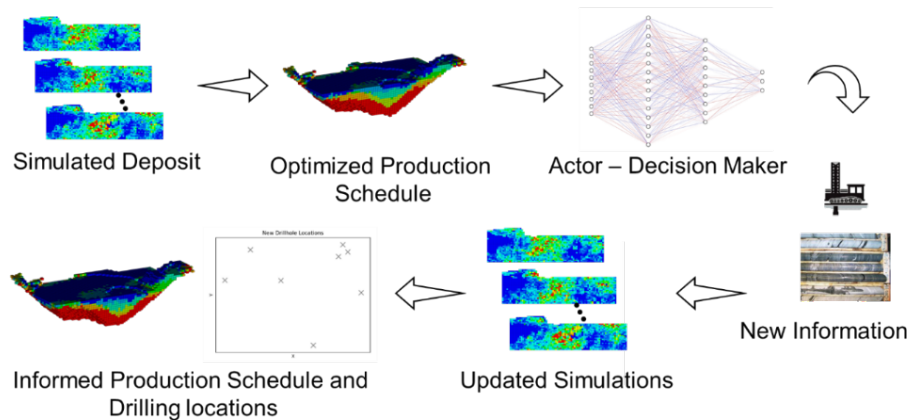 Simulated Deposit
Optimized Production
Schedule
Actor – Decision Maker
New Information
Updated Simulations
New Drillhole Locations
Y
X
Informed Production Schedule and
Drilling locations